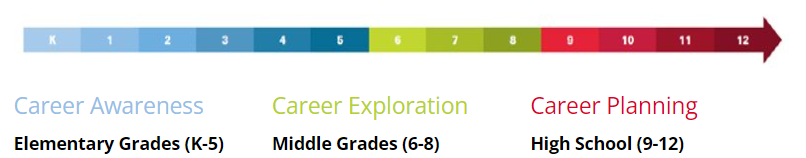 K 1 2 3 4 5 6 7 8 9 10 11 12
Career Awareness Career Exploration Career Planning
Elementary Grades (K-5) Middle Grades (6-8) High School (9-12)